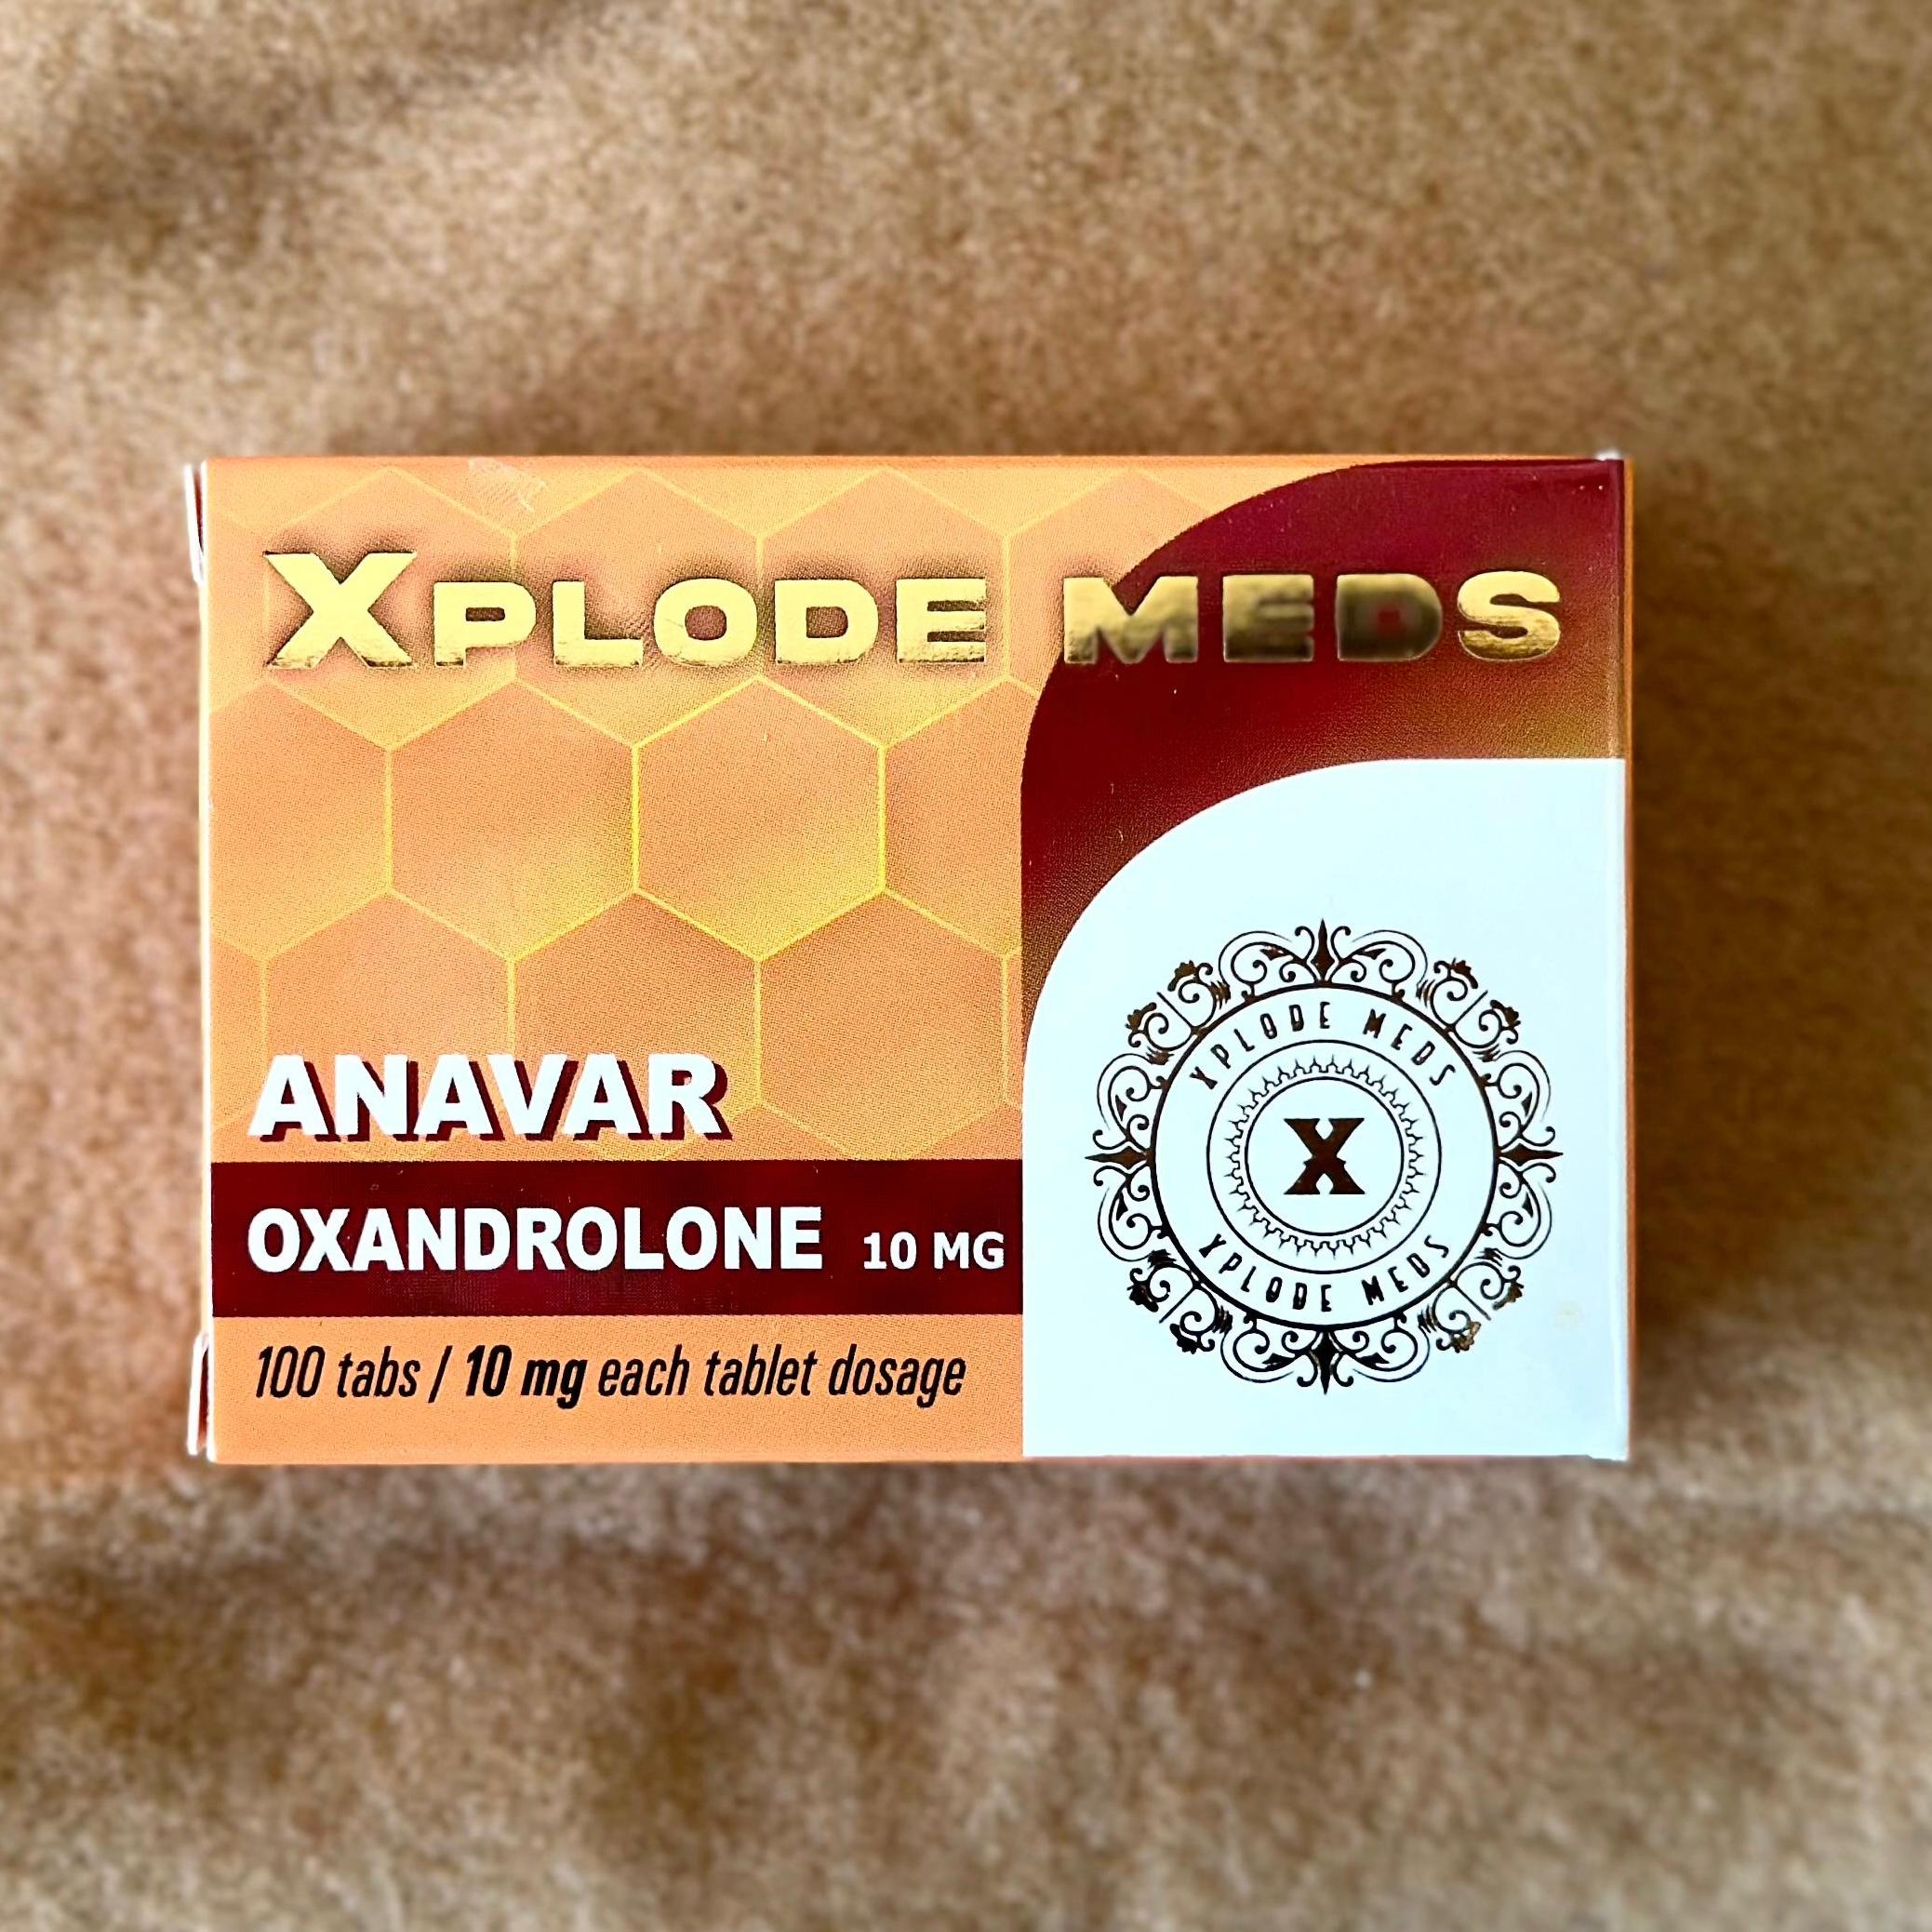 XPLODE MEDS
ANAVAR
OXANDROLONE 10 MG
100 tabs / 10 mg each tablet dosage
XPLODE MEDS
X
XPLODE MEDS